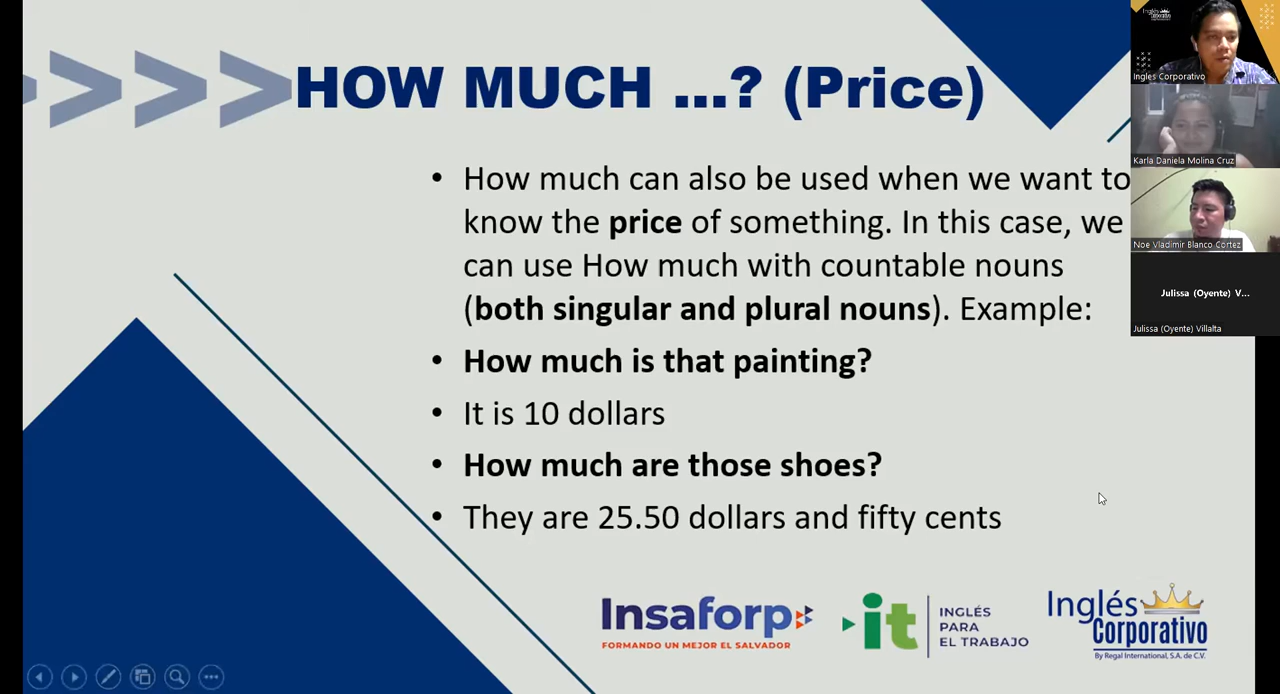 HOW MUCH ...? (Price)
• How much can also be used when we want to
know the price of something. In this case, we
can use How much with countable nouns
(both singular and plural nouns). Example:
• How much is that painting?
• It is 10 dollars
• How much are those shoes?
• They are 25.50 dollars and fifty cents
Insaforp
FORMANDO UN MEJOR EL SALVADOR
it
INGLÉS
PARA
EL TRABAJO
Inglés
Corporativo
By Regal International, S.A. de C.V.
Inglés
Corporativo
Ingles Corporativo
Karla Daniela Molina Cruz
Noe Vladimir Blanco Cortez
Julissa (Oyente) V...
Julissa (Oyente) Villalta